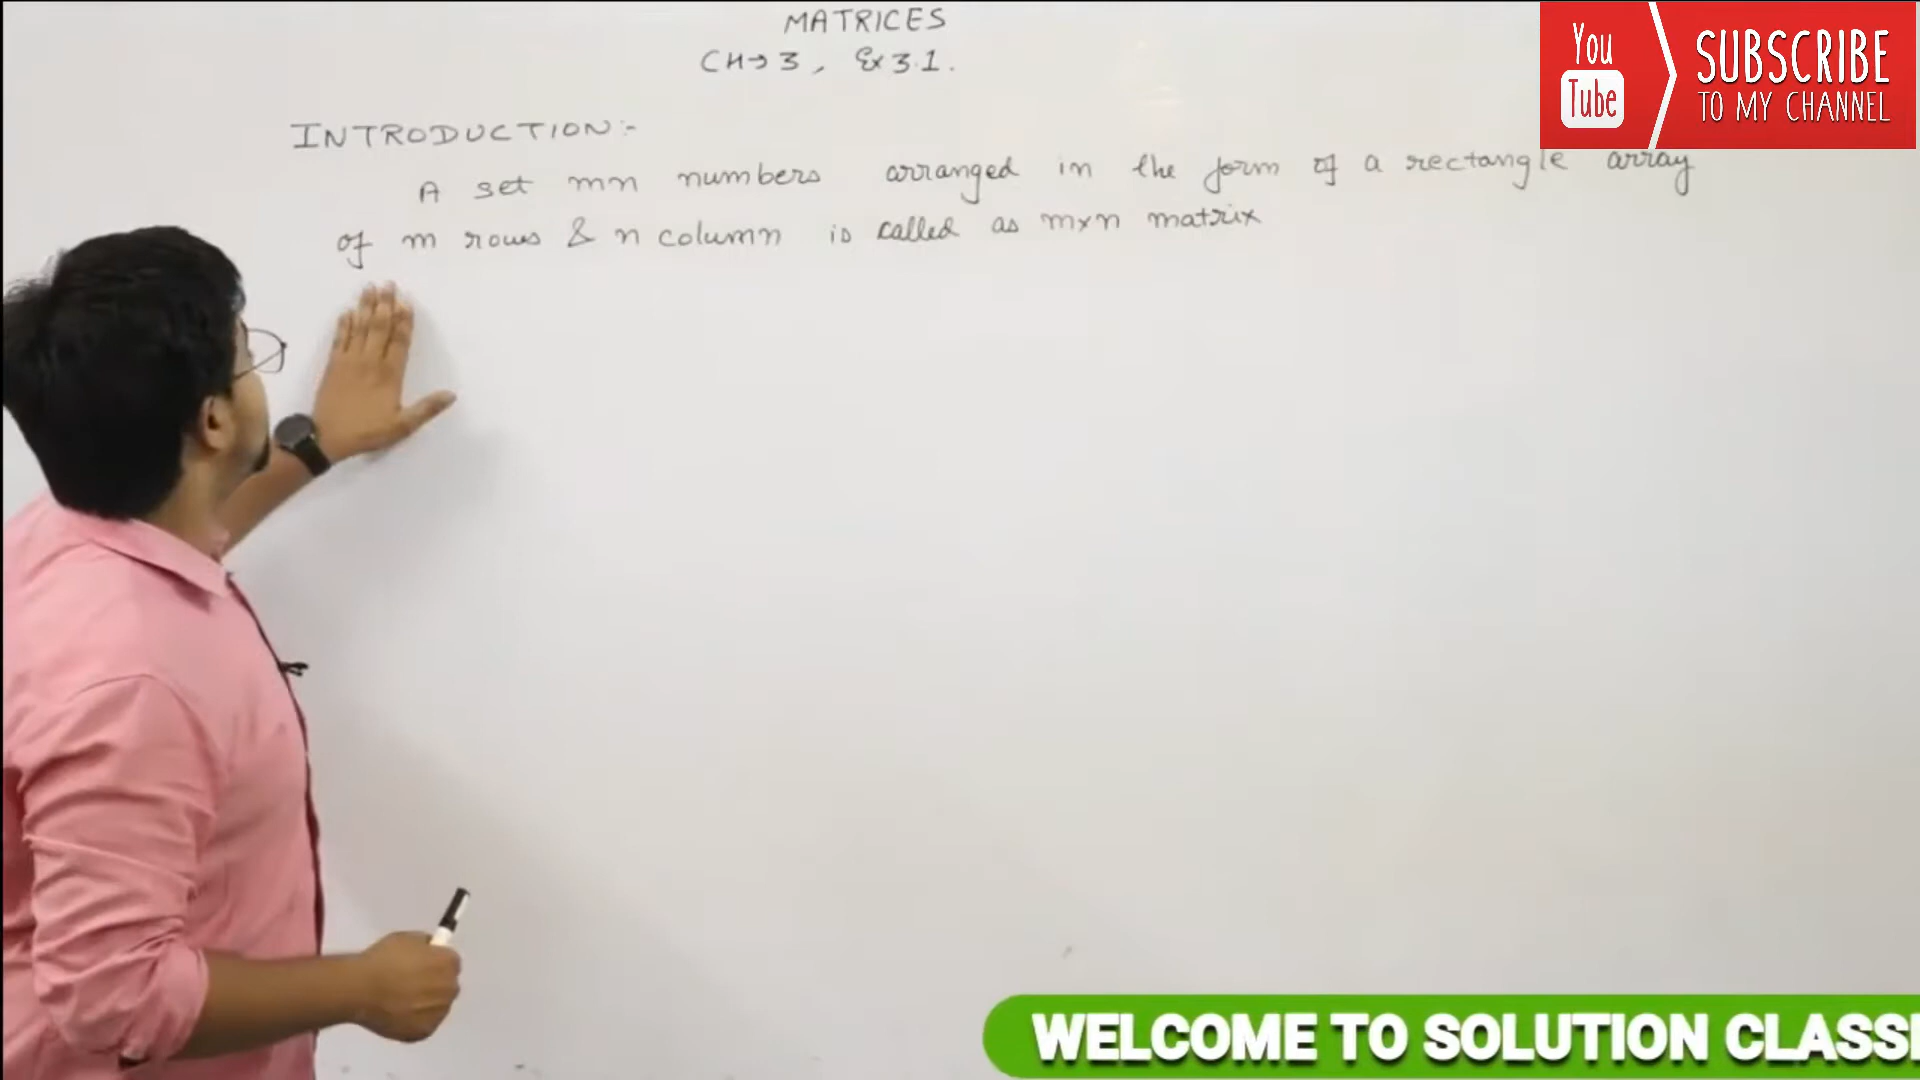 MATRICES
CH→3, Ex 3.1.
You
Tube
SUBSCRIBE
TO MY CHANNEL
INTRODUCTION:-
A set mn numbers arranged in the form of a rectangle array
of m rows & n column is called as m×n matrix
WELCOME TO SOLUTION CLASS